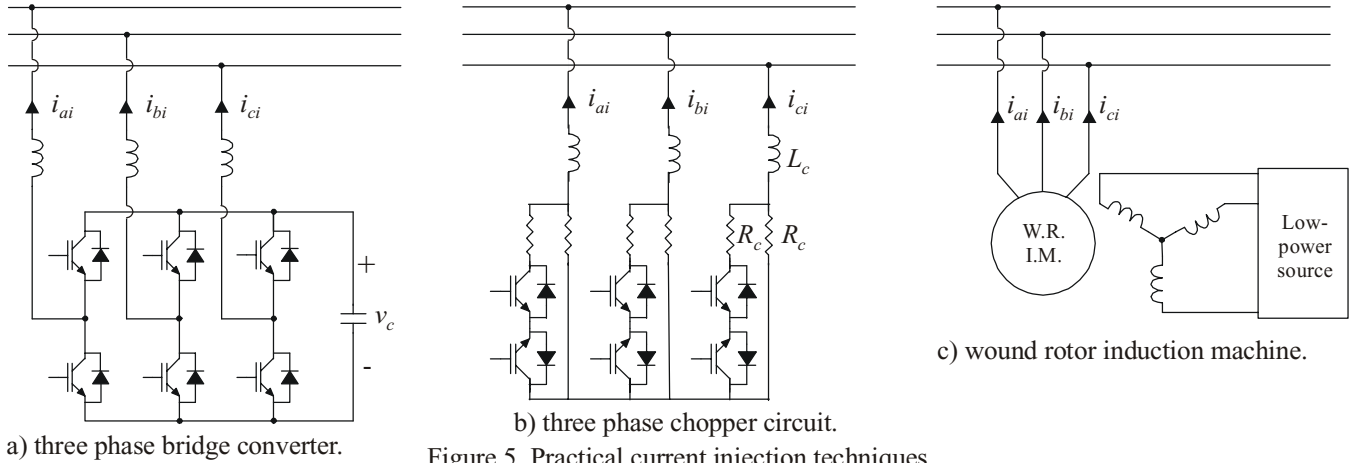 i_ai
i_bi
i_ci
+
v_c
-
a) three phase bridge converter.
i_ai
i_bi
i_ci
L_c
R_c
R_c
b) three phase chopper circuit.
i_ai
i_bi
i_ci
W.R.
I.M.
Low-
power
source
c) wound rotor induction machine.
Figure 5. Practical current injection techniques